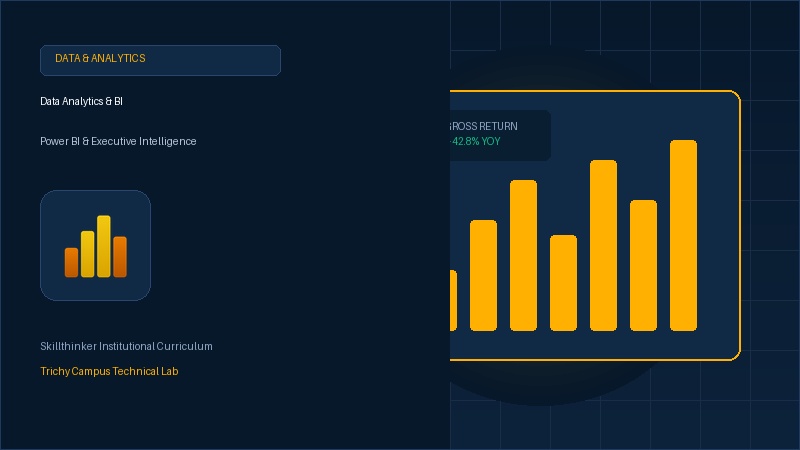 DATA & ANALYTICS
Data Analytics & BI
Power BI & Executive Intelligence
Skillthinker Institutional Curriculum
Trichy Campus Technical Lab
RETURN
42.8% YOY